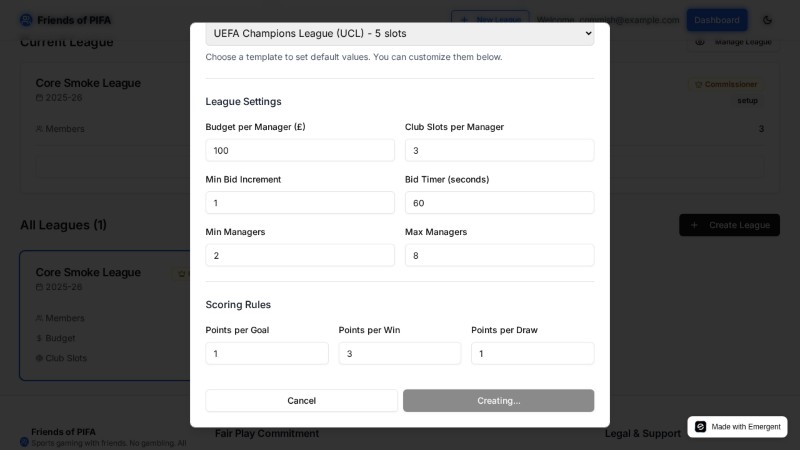 Friends of PIFA
New League
Dashboard
Current League
Manage League
Core Smoke League
2025-26
Commissioner
setup
Members
3
All Leagues (1)
Create League
Core Smoke League
2025-26
Members
Budget
Club Slots
UEFA Champions League (UCL) - 5 slots
Choose a template to set default values. You can customize them below.
League Settings
Budget per Manager (£)
Club Slots per Manager
100
3
Min Bid Increment
Bid Timer (seconds)
1
60
Min Managers
Max Managers
2
8
Scoring Rules
Points per Goal
Points per Win
Points per Draw
1
3
1
Cancel
Creating...
Friends of PIFA
Sports gaming with friends. No gambling. All
Fair Play Commitment
Legal & Support
Made with Emergent